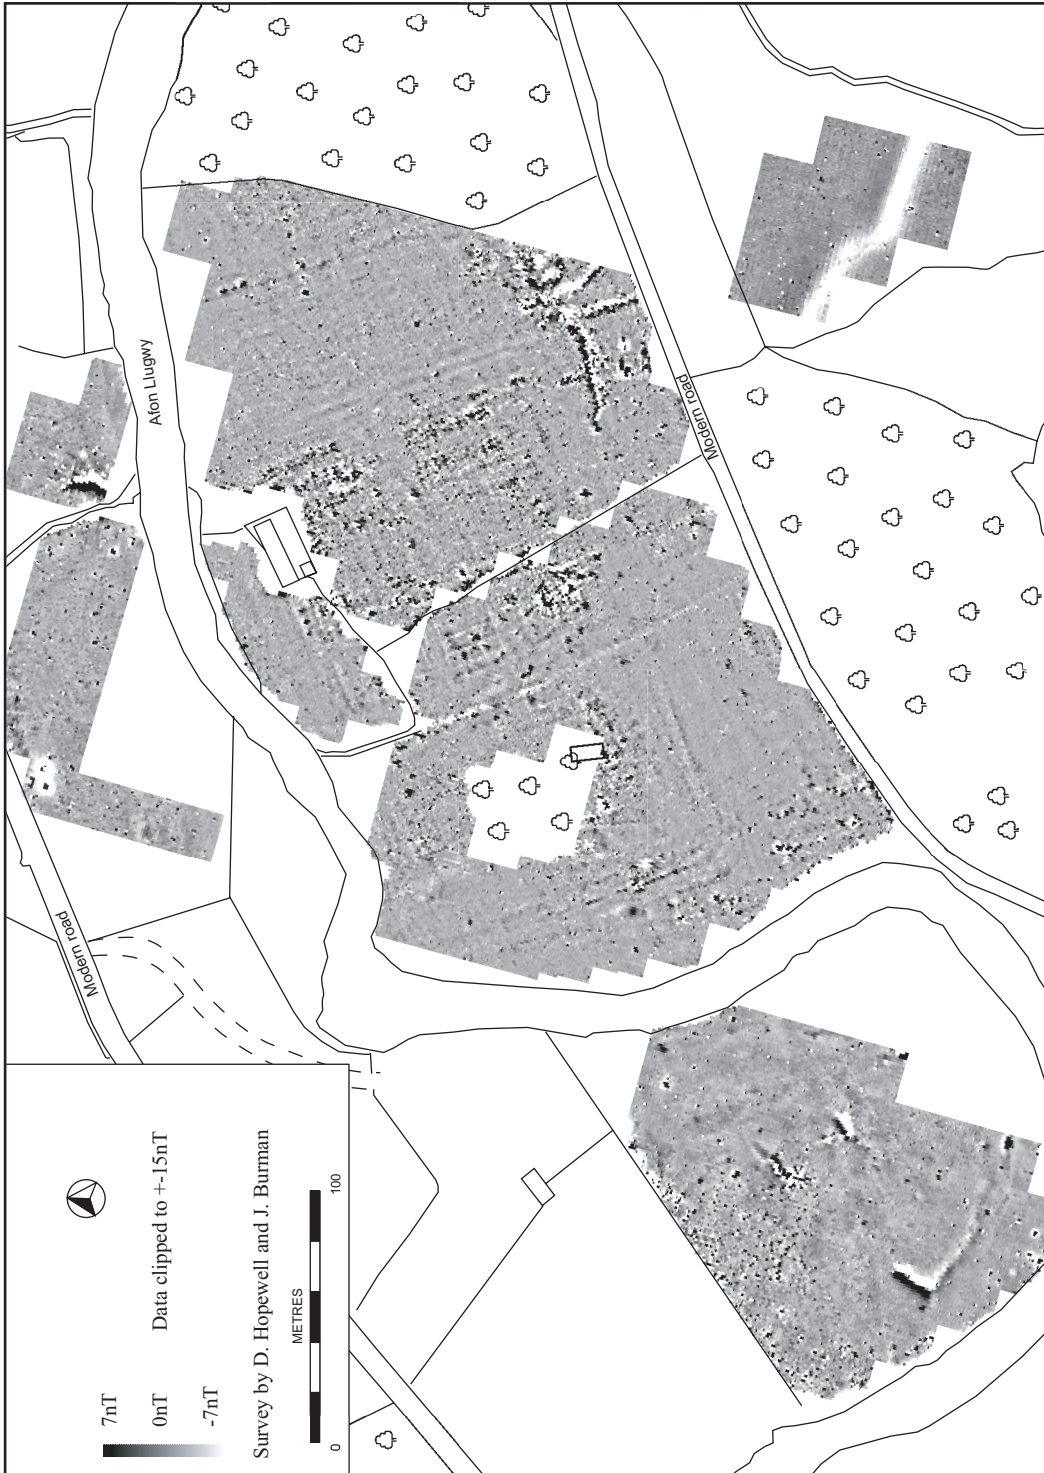 Afon Llugwy
Modern road
Modern road
7nT
0nT
-7nT
Data clipped to +-15nT
Survey by D. Hopewell and J. Burman
METRES
0
100